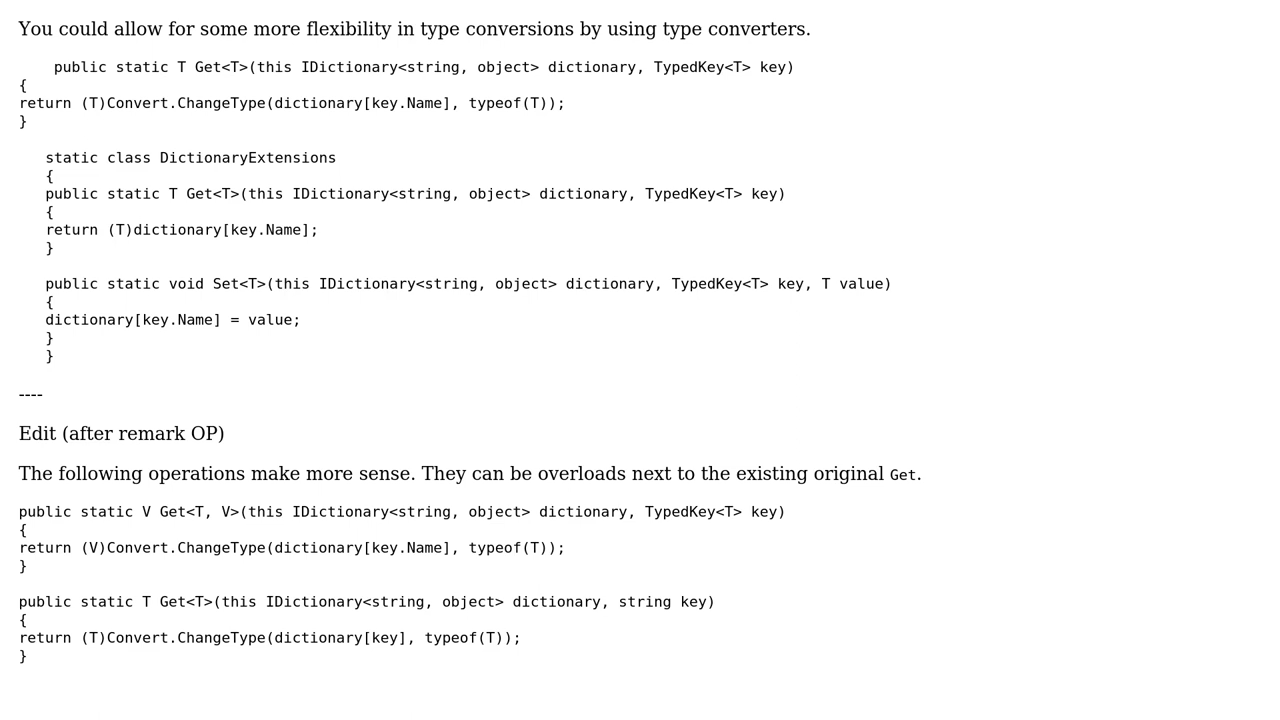 You could allow for some more flexibility in type conversions by using type converters.
public static T Get<T>(this IDictionary<string, object> dictionary, TypedKey<T> key)
{
return (T)Convert.ChangeType(dictionary[key.Name], typeof(T));
}
static class DictionaryExtensions
{
public static T Get<T>(this IDictionary<string, object> dictionary, TypedKey<T> key)
{
return (T)dictionary[key.Name];
}
public static void Set<T>(this IDictionary<string, object> dictionary, TypedKey<T> key, T value)
{
dictionary[key.Name] = value;
}
}
----
Edit (after remark OP)
The following operations make more sense. They can be overloads next to the existing original Get.
public static V Get<T, V>(this IDictionary<string, object> dictionary, TypedKey<T> key)
{
return (V)Convert.ChangeType(dictionary[key.Name], typeof(T));
}
public static T Get<T>(this IDictionary<string, object> dictionary, string key)
{
return (T)Convert.ChangeType(dictionary[key], typeof(T));
}